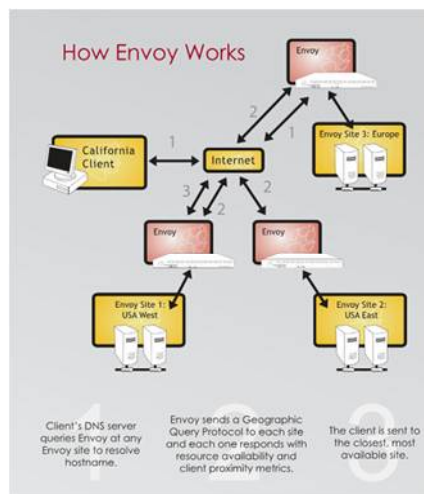 How Envoy Works
Envoy
2
1
California
Client
1
Internet
Envoy Site 3: Europe
3
2
2
Envoy
Envoy
Envoy Site 1:
USA West
Envoy Site 2:
USA East
1
Client's DNS server
queries Envoy at any
Envoy site to resolve
hostname.
2
Envoy sends a Geographic
Query Protocol to each site
and each one responds with
resource availability and
client proximity metrics.
3
The client is sent to
the closest, most
available site.